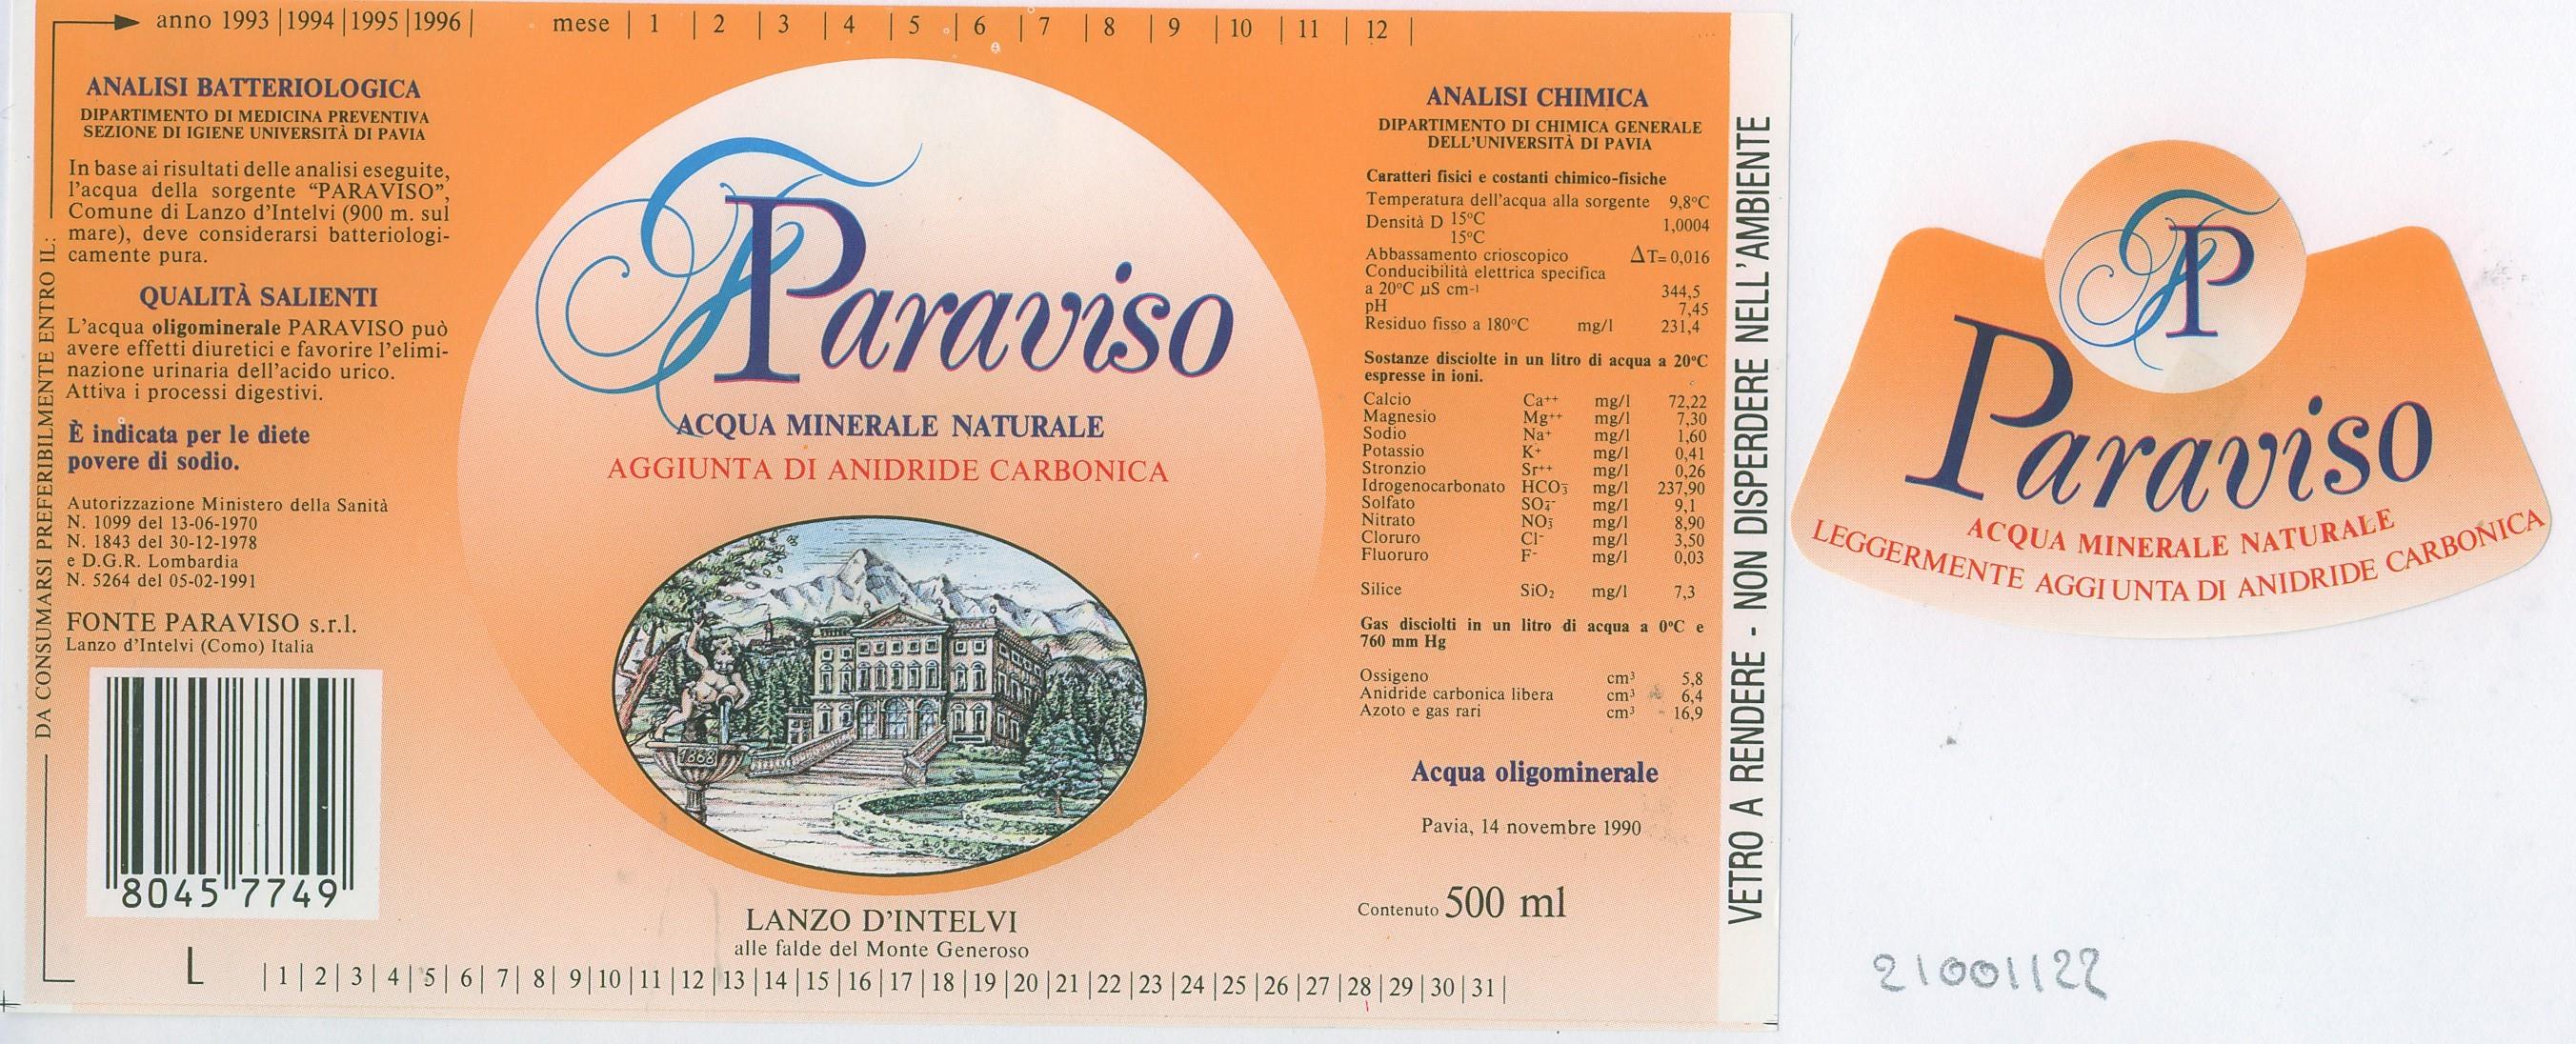 anno 1993 | 1994 | 1995 | 1996 | mese | 1 | 2 | 3 | 4 | 5 | 6 | 7 | 8 | 9 | 10 | 11 | 12 |
DA CONSUMARSI PREFERIBILMENTE ENTRO IL:
ANALISI BATTERIOLOGICA
DIPARTIMENTO DI MEDICINA PREVENTIVA
SEZIONE DI IGIENE UNIVERSITÀ DI PAVIA
In base ai risultati delle analisi eseguite,
l'acqua della sorgente “PARAVISO”,
Comune di Lanzo d'Intelvi (900 m. sul
mare), deve considerarsi batteriologi-
camente pura.
QUALITÀ SALIENTI
L'acqua oligominerale PARAVISO può
avere effetti diuretici e favorire l'elimi-
nazione urinaria dell'acido urico.
Attiva i processi digestivi.
È indicata per le diete
povere di sodio.
Autorizzazione Ministero della Sanità
N. 1099 del 13-06-1970
N. 1843 del 30-12-1978
e D.G.R. Lombardia
N. 5264 del 05-02-1991
FONTE PARAVISO s.r.l.
Lanzo d'Intelvi (Como) Italia
8045 7749
L | 1 | 2 | 3 | 4 | 5 | 6 | 7 | 8 | 9 | 10 | 11 | 12 | 13 | 14 | 15 | 16 | 17 | 18 | 19 | 20 | 21 | 22 | 23 | 24 | 25 | 26 | 27 | 28 | 29 | 30 | 31 |
Paraviso
ACQUA MINERALE NATURALE
AGGIUNTA DI ANIDRIDE CARBONICA
1868
LANZO D'INTELVI
alle falde del Monte Generoso
ANALISI CHIMICA
DIPARTIMENTO DI CHIMICA GENERALE
DELL'UNIVERSITÀ DI PAVIA
Caratteri fisici e costanti chimico-fisiche
Temperatura dell'acqua alla sorgente 9,8°C
Densità D 15°C 1,0004
15°C
Abbassamento crioscopico ΔT= 0,016
Conducibilità elettrica specifica
a 20°C µS cm⁻¹ 344,5
pH 7,45
Residuo fisso a 180°C mg/l 231,4
Sostanze disciolte in un litro di acqua a 20°C
espresse in ioni.
Calcio Ca⁺⁺ mg/l 72,22
Magnesio Mg⁺⁺ mg/l 7,30
Sodio Na⁺ mg/l 1,60
Potassio K⁺ mg/l 0,41
Stronzio Sr⁺⁺ mg/l 0,26
Idrogenocarbonato HCO₃⁻ mg/l 237,90
Solfato SO₄⁻⁻ mg/l 9,1
Nitrato NO₃⁻ mg/l 8,90
Cloruro Cl⁻ mg/l 3,50
Fluoruro F⁻ mg/l 0,03
Silice SiO₂ mg/l 7,3
Gas disciolti in un litro di acqua a 0°C e
760 mm Hg
Ossigeno cm³ 5,8
Anidride carbonica libera cm³ 6,4
Azoto e gas rari cm³ 16,9
Acqua oligominerale
Pavia, 14 novembre 1990
Contenuto 500 ml
VETRO A RENDERE - NON DISPERDERE NELL'AMBIENTE
P
Paraviso
ACQUA MINERALE NATURALE
LEGGERMENTE AGGIUNTA DI ANIDRIDE CARBONICA
21001122